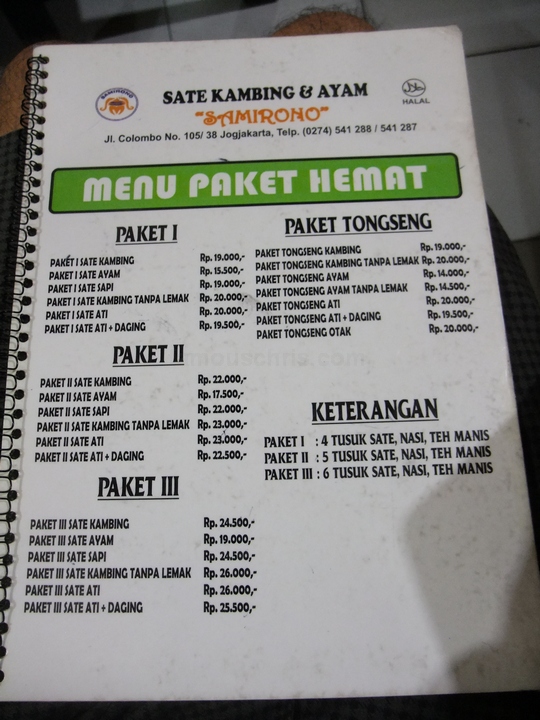 SAMIRONO
SATE KAMBING & AYAM
"SAMIRONO"
HALAL
Jl. Colombo No. 105/ 38 Jogjakarta, Telp. (0274) 541 288 / 541 287
MENU PAKET HEMAT
PAKET I
PAKET I SATE KAMBING Rp. 19.000,-
PAKET I SATE AYAM Rp. 15.500,-
PAKET I SATE SAPI Rp. 19.000,-
PAKET I SATE KAMBING TANPA LEMAK Rp. 20.000,-
PAKET I SATE ATI Rp. 20.000,-
PAKET I SATE ATI + DAGING Rp. 19.500,-
PAKET II
PAKET II SATE KAMBING Rp. 22.000,-
PAKET II SATE AYAM Rp. 17.500,-
PAKET II SATE SAPI Rp. 22.000,-
PAKET II SATE KAMBING TANPA LEMAK Rp. 23.000,-
PAKET II SATE ATI Rp. 23.000,-
PAKET II SATE ATI + DAGING Rp. 22.500,-
PAKET III
PAKET III SATE KAMBING Rp. 24.500,-
PAKET III SATE AYAM Rp. 19.000,-
PAKET III SATE SAPI Rp. 24.500,-
PAKET III SATE KAMBING TANPA LEMAK Rp. 26.000,-
PAKET III SATE ATI Rp. 26.000,-
PAKET III SATE ATI + DAGING Rp. 25.500,-
PAKET TONGSENG
PAKET TONGSENG KAMBING Rp. 19.000,-
PAKET TONGSENG KAMBING TANPA LEMAK Rp. 20.000,-
PAKET TONGSENG AYAM Rp. 14.000,-
PAKET TONGSENG AYAM TANPA LEMAK Rp. 14.500,-
PAKET TONGSENG ATI Rp. 20.000,-
PAKET TONGSENG ATI + DAGING Rp. 19.500,-
PAKET TONGSENG OTAK Rp. 20.000,-
KETERANGAN
PAKET I : 4 TUSUK SATE, NASI, TEH MANIS
PAKET II : 5 TUSUK SATE, NASI, TEH MANIS
PAKET III : 6 TUSUK SATE, NASI, TEH MANIS